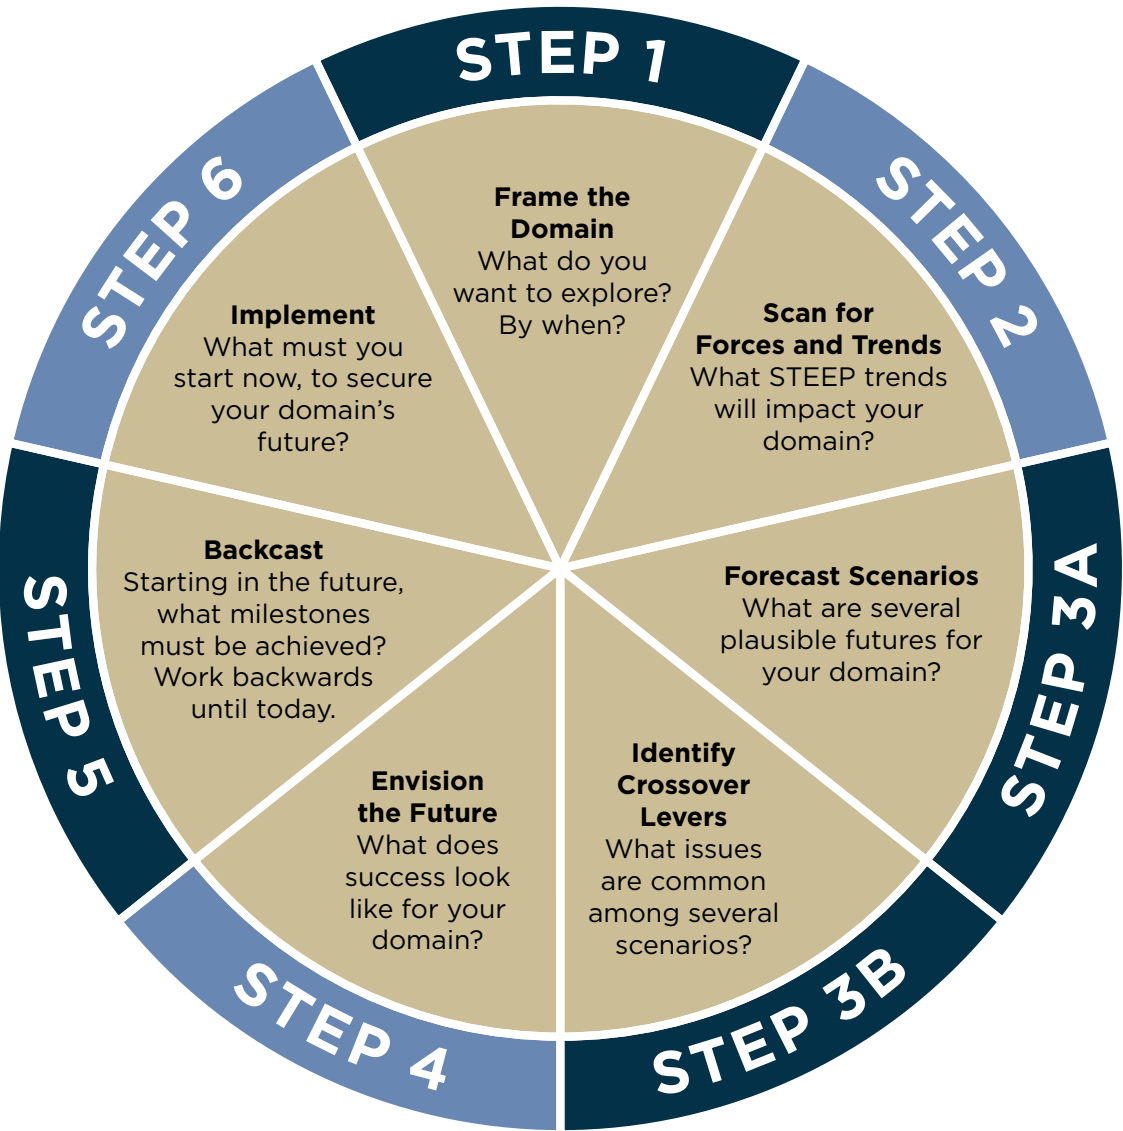 STEP 1
Frame the
Domain
What do you
want to explore?
By when?
STEP 2
Scan for
Forces and Trends
What STEEP trends
will impact your
domain?
STEP 3A
Forecast Scenarios
What are several
plausible futures for
your domain?
STEP 3B
Identify
Crossover
Levers
What issues
are common
among several
scenarios?
STEP 4
Envision
the Future
What does
success look
like for your
domain?
STEP 5
Backcast
Starting in the future,
what milestones
must be achieved?
Work backwards
until today.
STEP 6
Implement
What must you
start now, to secure
your domain’s
future?